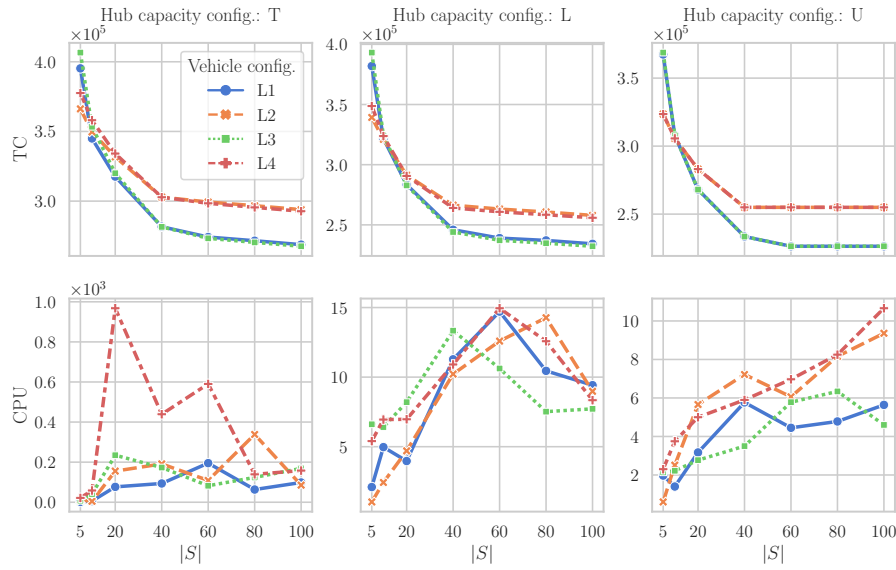 Hub capacity config.: T
Hub capacity config.: L
Hub capacity config.: U
×10⁵
×10⁵
×10⁵
TC
4.0
3.5
3.0
Vehicle config.
L1
L2
L3
L4
4.0
3.5
3.0
2.5
3.5
3.0
2.5
×10³
CPU
1.0
0.8
0.6
0.4
0.2
0.0
15
10
5
10
8
6
4
2
5 20 40 60 80 100
5 20 40 60 80 100
5 20 40 60 80 100
|S|
|S|
|S|